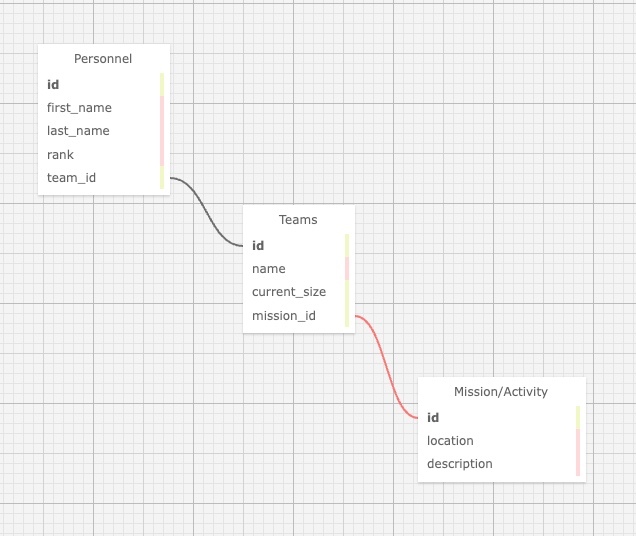 Personnel
id
first_name
last_name
rank
team_id
Teams
id
name
current_size
mission_id
Mission/Activity
id
location
description